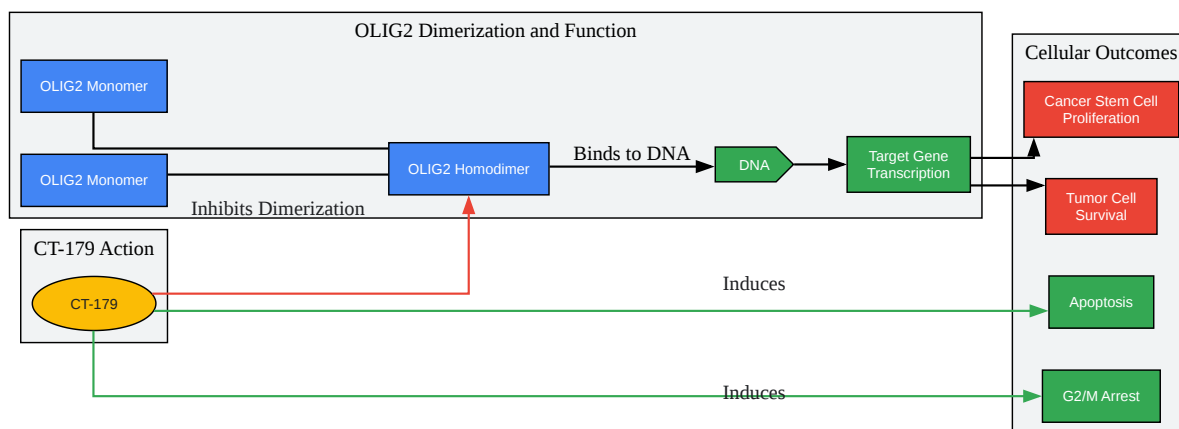 OLIG2 Dimerization and Function
OLIG2 Monomer
OLIG2 Monomer
Inhibits Dimerization
OLIG2 Homodimer
Binds to DNA
DNA
Target Gene
Transcription
Cellular Outcomes
Cancer Stem Cell
Proliferation
Tumor Cell
Survival
CT-179 Action
CT-179
Induces
Apoptosis
Induces
G2/M Arrest